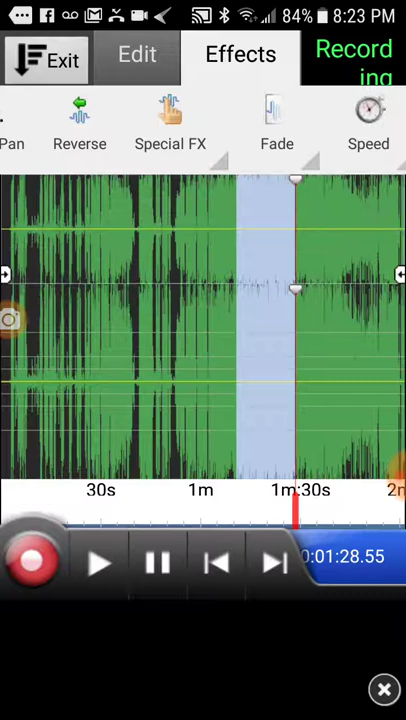 84% 8:23 PM
Exit
Edit
Effects
Record
ing
Pan
Reverse
Special FX
Fade
Speed
30s
1m
1m:30s
2m
0:01:28.55